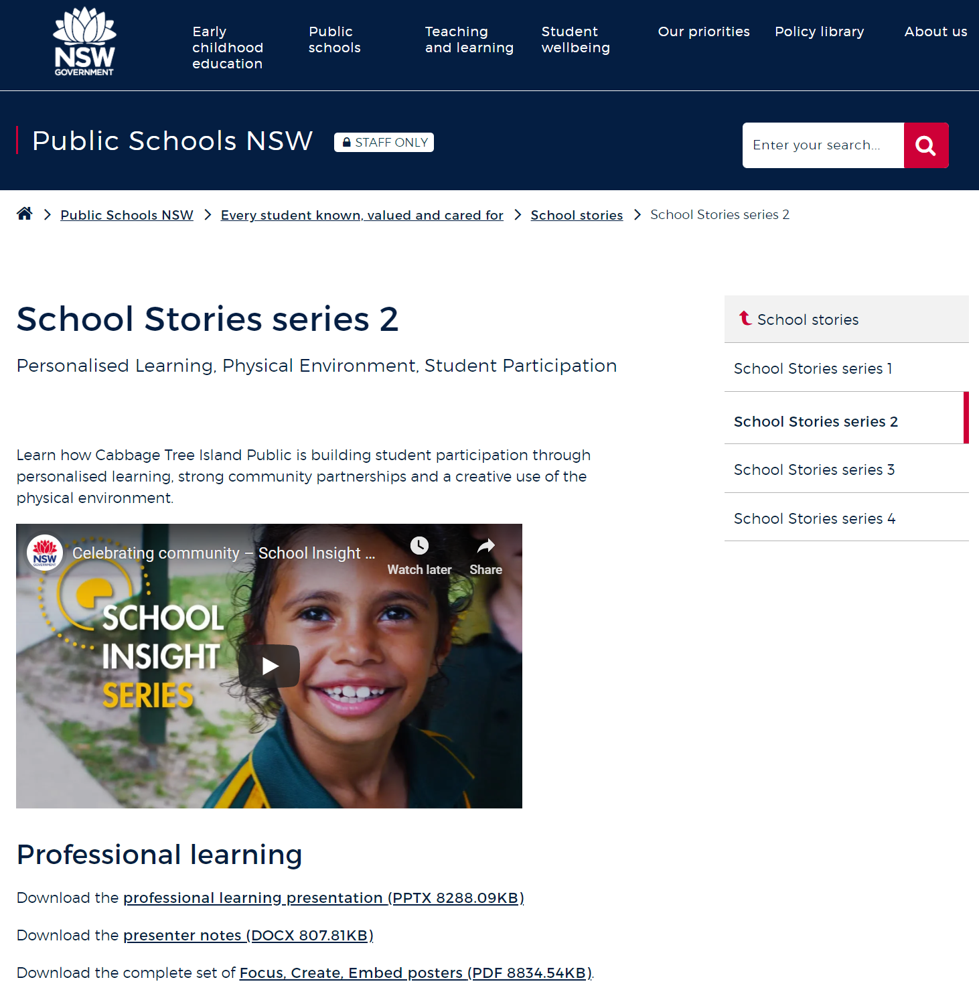 NSW
GOVERNMENT
Early
childhood
education
Public
schools
Teaching
and learning
Student
wellbeing
Our priorities
Policy library
About us
Public Schools NSW
STAFF ONLY
Enter your search...
Public Schools NSW
Every student known, valued and cared for
School stories
School Stories series 2
School Stories series 2
Personalised Learning, Physical Environment, Student Participation
Learn how Cabbage Tree Island Public is building student participation through
personalised learning, strong community partnerships and a creative use of the
physical environment.
NSW
GOVERNMENT
Celebrating community – School Insight ...
Watch later
Share
SCHOOL
INSIGHT
SERIES
Professional learning
Download the professional learning presentation (PPTX 8288.09KB)
Download the presenter notes (DOCX 807.81KB)
Download the complete set of Focus, Create, Embed posters (PDF 8834.54KB).
School stories
School Stories series 1
School Stories series 2
School Stories series 3
School Stories series 4